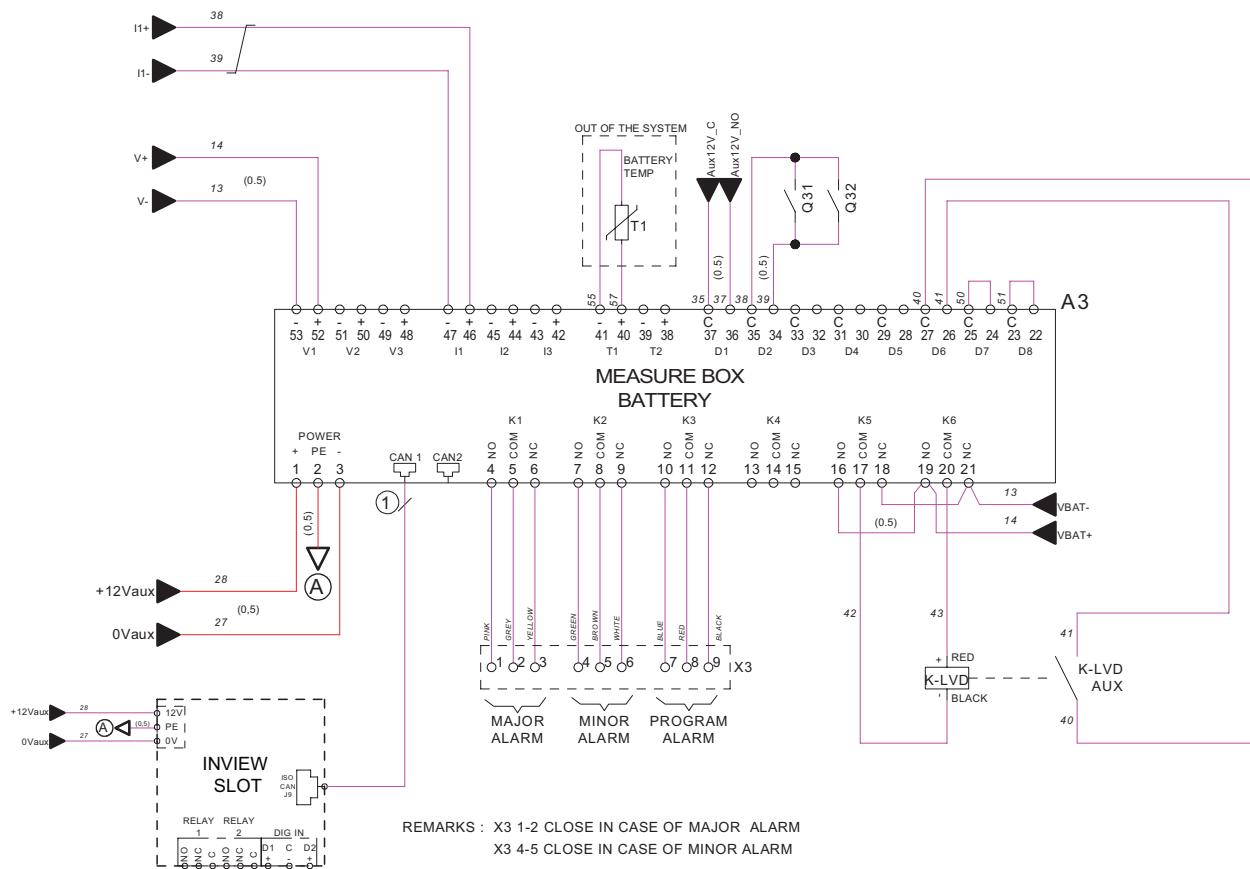 I1+ 38
I1- 39
V+ 14
V- 13 (0.5)
OUT OF THE SYSTEM
BATTERY
TEMP
T1
Aux12V_C
Aux12V_NO
Q31
Q32
55 57 35 37 38 39 40 41 50 51
(0.5) (0.5)
A3
- + - + - + - + - + - + - + - + C C C C C C C C
53 52 51 50 49 48 47 46 45 44 43 42 41 40 39 38 37 36 35 34 33 32 31 30 29 28 27 26 25 24 23 22
V1 V2 V3 I1 I2 I3 T1 T2 D1 D2 D3 D4 D5 D6 D7 D8
MEASURE BOX
BATTERY
POWER
+ PE -
1 2 3
CAN 1 CAN2
K1 K2 K3 K4 K5 K6
NO COM NC NO COM NC NO COM NC NO COM NC NO COM NC NO COM NC
4 5 6 7 8 9 10 11 12 13 14 15 16 17 18 19 20 21
1
(0,5)
A
(0.5)
13 VBAT-
14 VBAT+
+12Vaux 28
(0,5)
0Vaux 27
42 43
41
PINK GREY YELLOW GREEN BROWN WHITE BLUE RED BLACK
1 2 3 4 5 6 7 8 9 X3
MAJOR
ALARM
MINOR
ALARM
PROGRAM
ALARM
+ RED
K-LVD
- BLACK
K-LVD
AUX
40
+12Vaux 28 12V
A (0,5) PE
0Vaux 27 0V
INVIEW
SLOT
ISO
CAN
J9
RELAY RELAY DIG IN
1 2 D1 C D2
NO NC C NO NC C + - +
REMARKS : X3 1-2 CLOSE IN CASE OF MAJOR ALARM
X3 4-5 CLOSE IN CASE OF MINOR ALARM